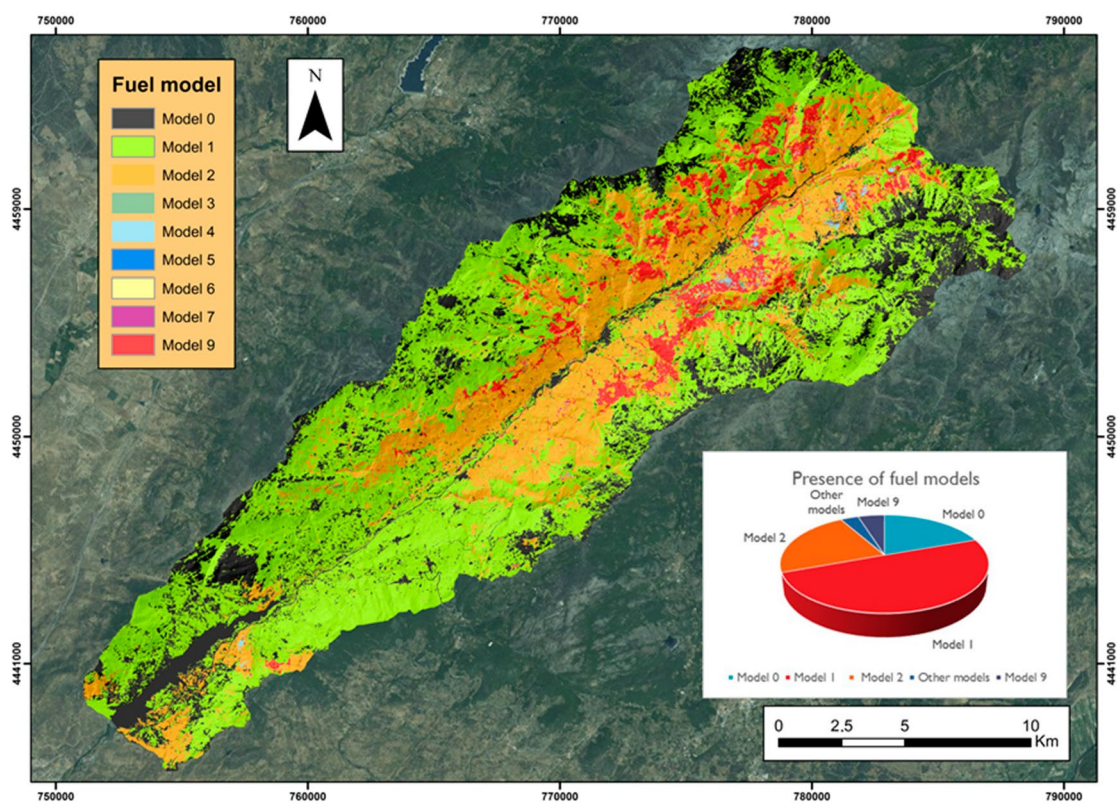 750000 760000 770000 780000 790000
Fuel model
Model 0
Model 1
Model 2
Model 3
Model 4
Model 5
Model 6
Model 7
Model 9
N
4459000 4459000
4450000 4450000
4441000 4441000
Presence of fuel models
Other
models
Model 9
Model 0
Model 2
Model 1
Model 0 Model 1 Model 2 Other models Model 9
0 2.5 5 10
Km
750000 760000 770000 780000 790000